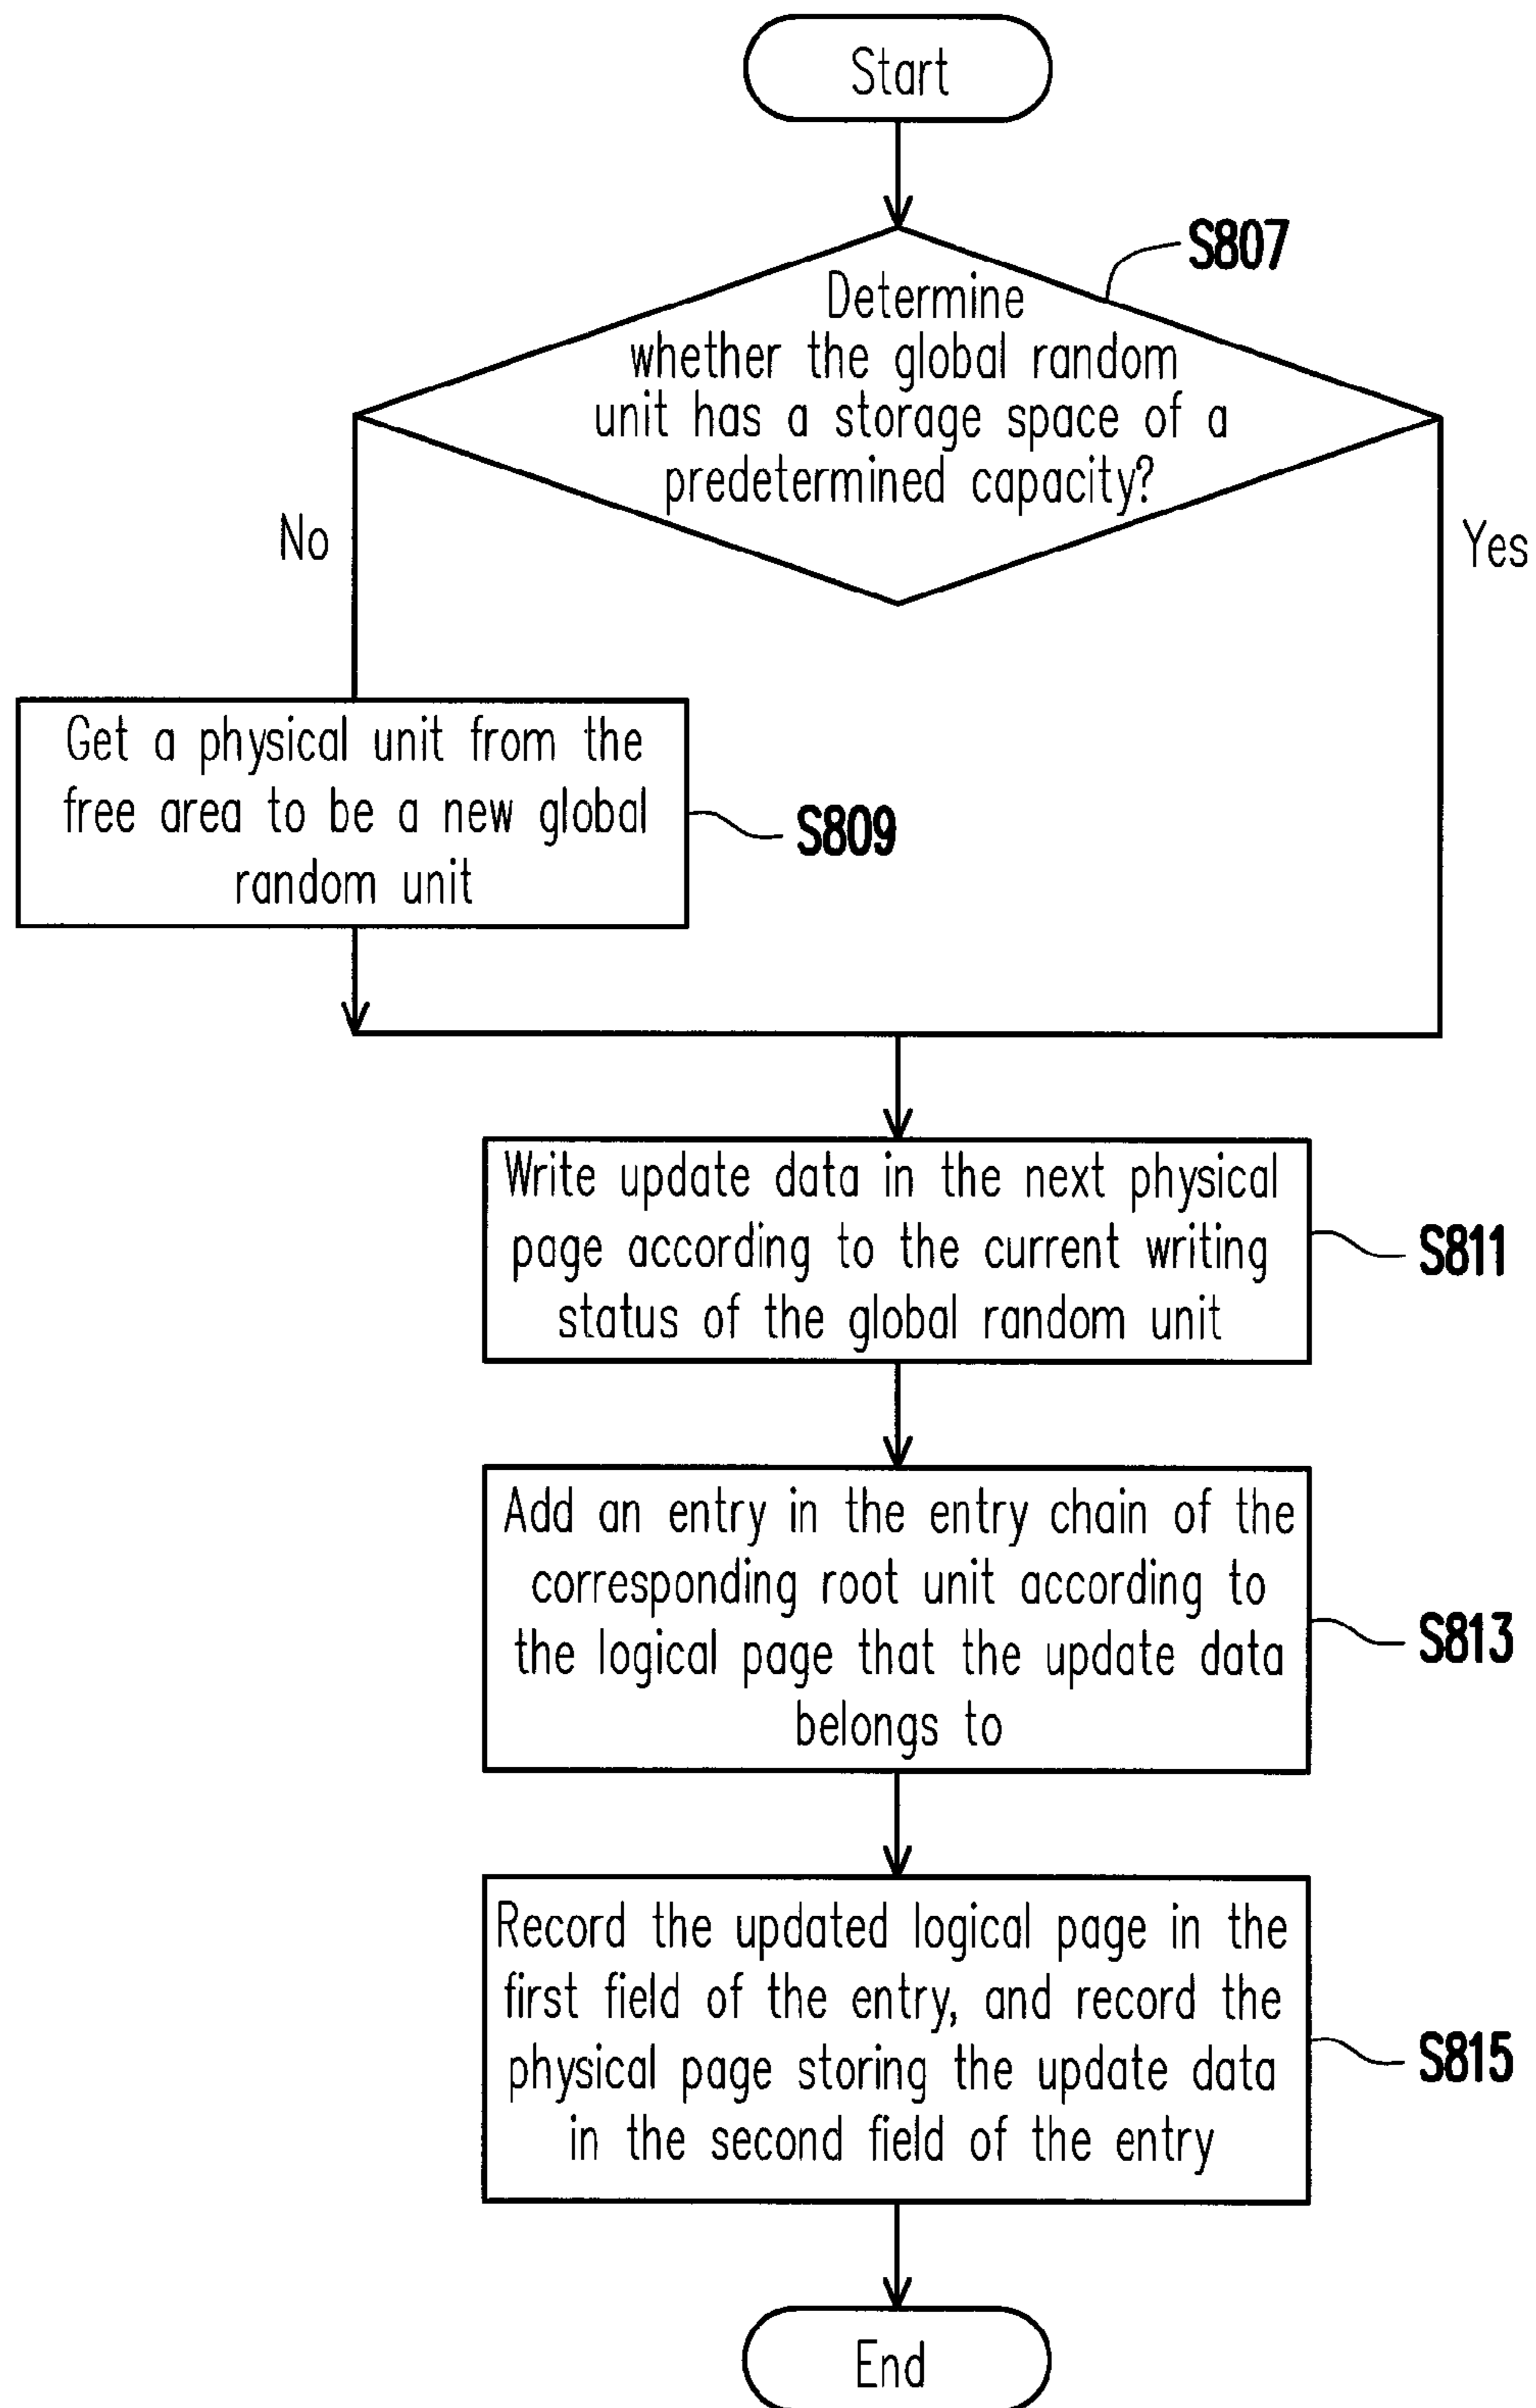 Start
S807
Determine
whether the global random
unit has a storage space of a
predetermined capacity?
No
Yes
Get a physical unit from the
free area to be a new global
random unit
S809
Write update data in the next physical
page according to the current writing
status of the global random unit
S811
Add an entry in the entry chain of the
corresponding root unit according to
the logical page that the update data
belongs to
S813
Record the updated logical page in the
first field of the entry, and record the
physical page storing the update data
in the second field of the entry
S815
End